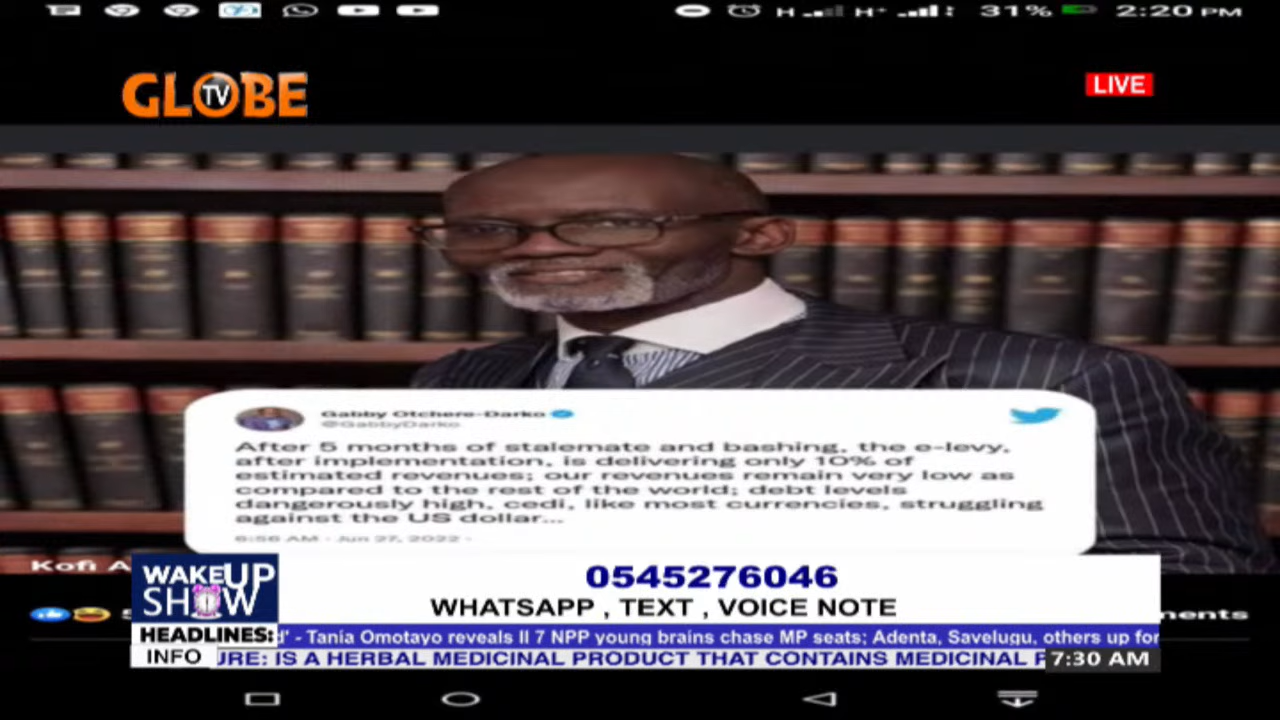 H H+ 31% 2:20 PM
GLOBE TV
LIVE
Gabby Otchere-Darko
@GabbyDarko
After 5 months of stalemate and bashing, the e-levy,
after implementation, is delivering only 10% of
estimated revenues; our revenues remain very low as
compared to the rest of the world; debt levels
dangerously high, cedi, like most currencies, struggling
against the US dollar...
6:56 AM · Jun 27, 2022 ·
Kofi A
WAKEUP
SHOW
0545276046
WHATSAPP , TEXT , VOICE NOTE
ments
HEADLINES: d' - Tania Omotayo reveals II 7 NPP young brains chase MP seats; Adenta, Savelugu, others up for
INFO URE: IS A HERBAL MEDICINAL PRODUCT THAT CONTAINS MEDICINAL P 7:30 AM